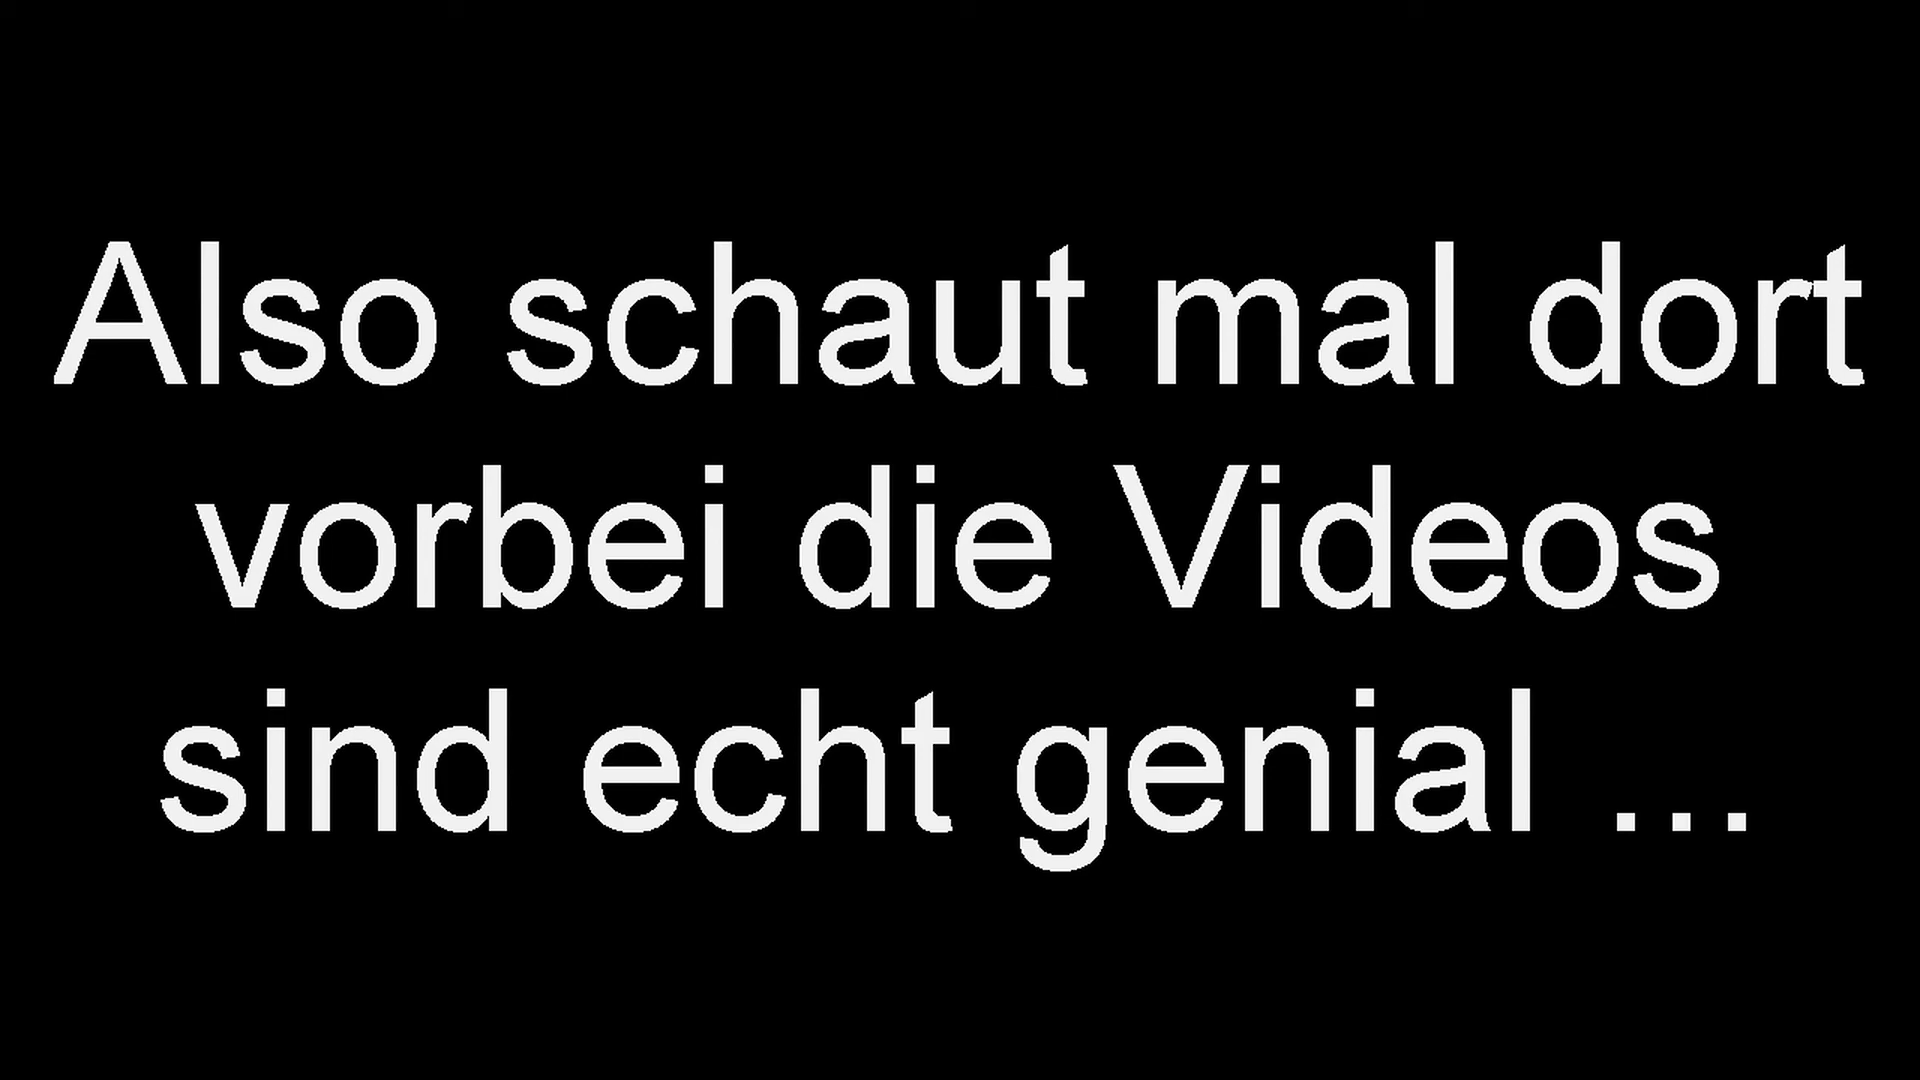 Also schaut mal dort
vorbei die Videos
sind echt genial ...